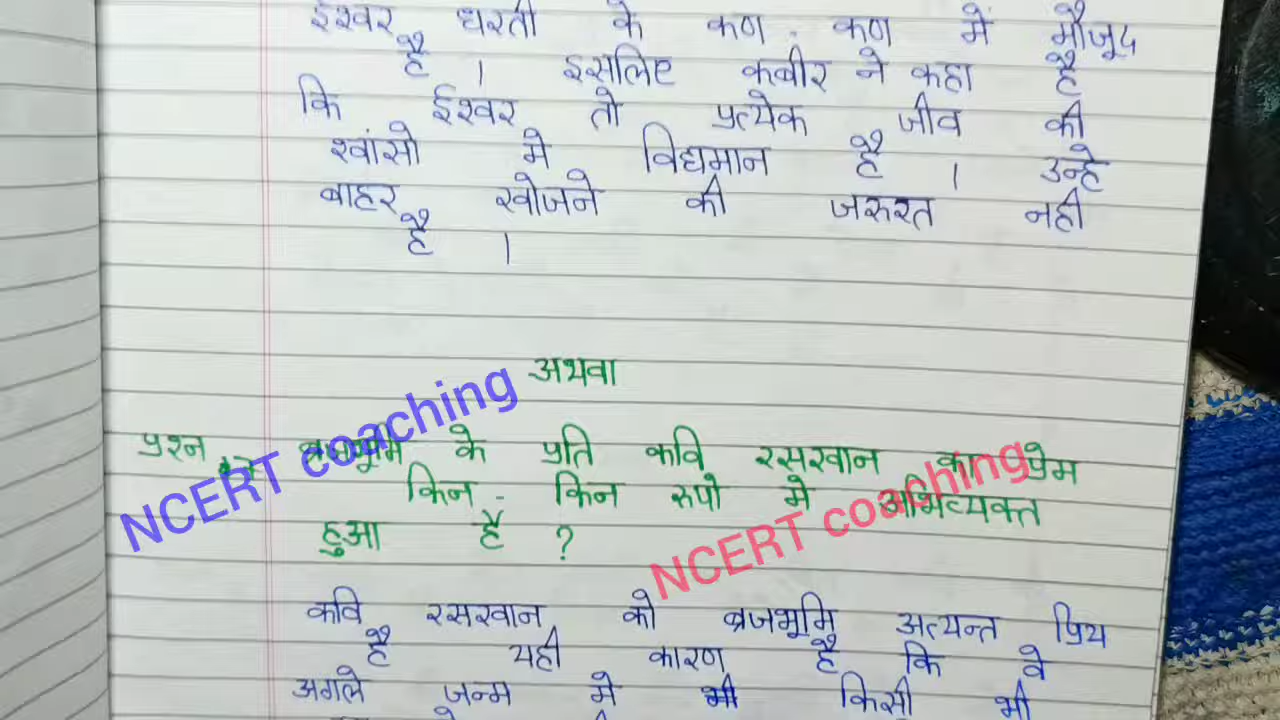 ईश्वर धरती के कण - कण में मौजूद
है । इसलिए कबीर ने कहा है
कि ईश्वर तो प्रत्येक जीव की
श्वांसो मे विद्यमान है । उन्हे
बाहर खोजने की जरुरत नही
है ।
अथवा
प्रश्न के प्रति कवि रसखान का प्रेम
किन - किन रुपो मे अभिव्यक्त
हुआ है ?
NCERT coaching
NCERT coaching
कवि रसखान को ब्रजभूमि अत्यन्त प्रिय
है यही कारण है कि वे
अगले जन्म मे भी किसी भी